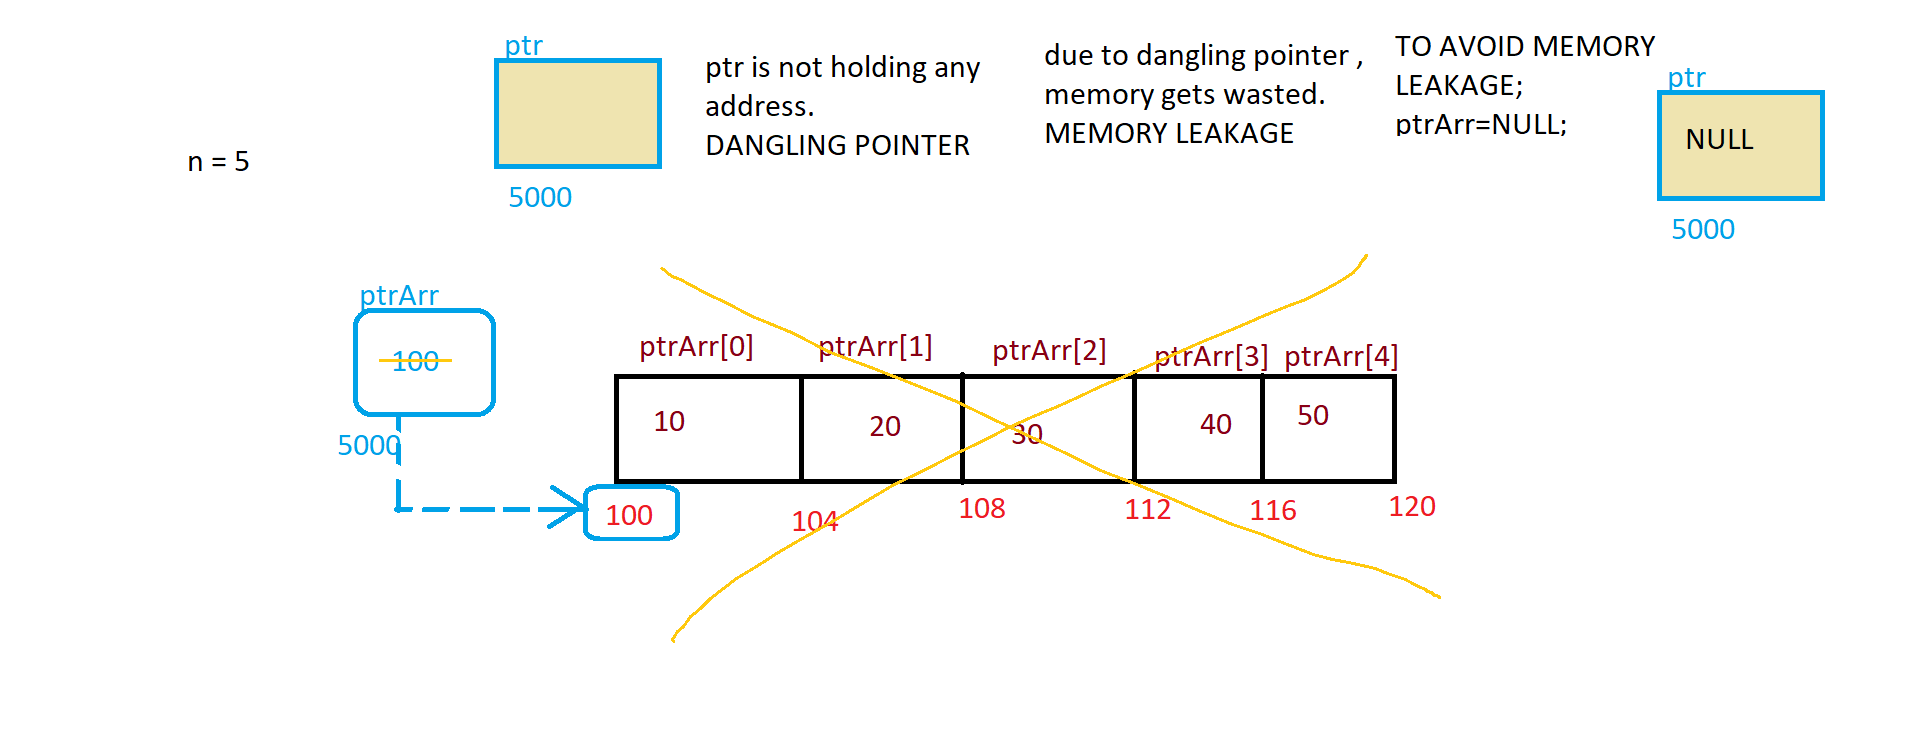 ptr
ptr is not holding any
address.
DANGLING POINTER
due to dangling pointer ,
memory gets wasted.
MEMORY LEAKAGE
TO AVOID MEMORY
LEAKAGE;
ptrArr=NULL;
ptr
NULL
n = 5
5000
5000
ptrArr
100
5000
ptrArr[0]
ptrArr[1]
ptrArr[2]
ptrArr[3]
ptrArr[4]
10
20
30
40
50
100
104
108
112
116
120